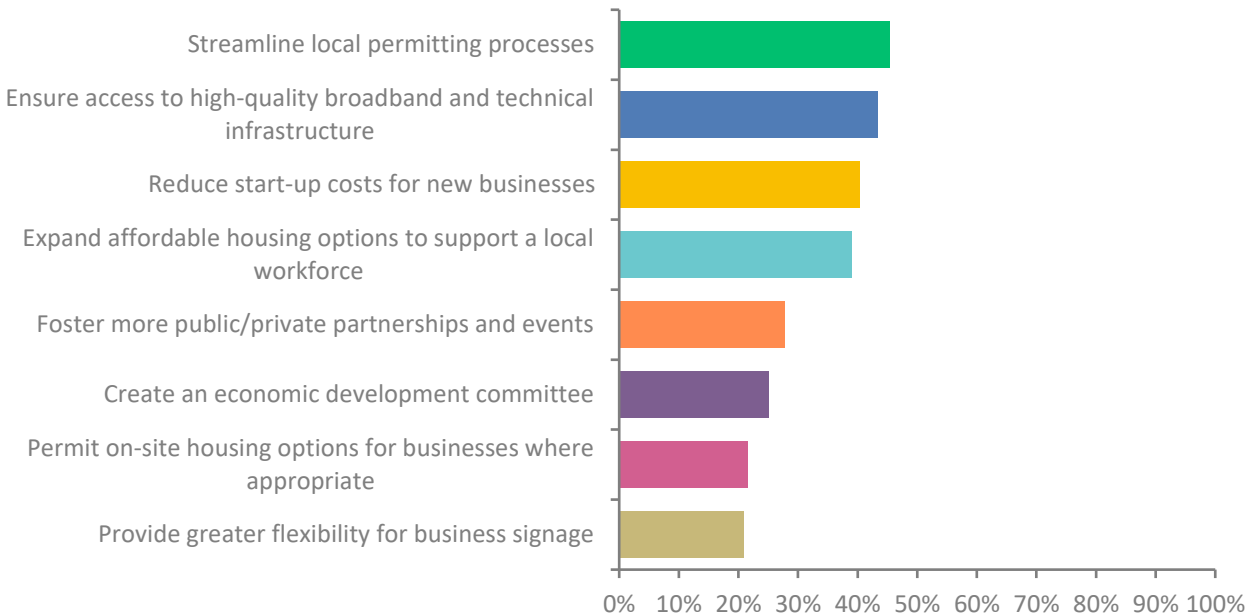 Streamline local permitting processes
Ensure access to high-quality broadband and technical
infrastructure
Reduce start-up costs for new businesses
Expand affordable housing options to support a local
workforce
Foster more public/private partnerships and events
Create an economic development committee
Permit on-site housing options for businesses where
appropriate
Provide greater flexibility for business signage
0% 10% 20% 30% 40% 50% 60% 70% 80% 90% 100%